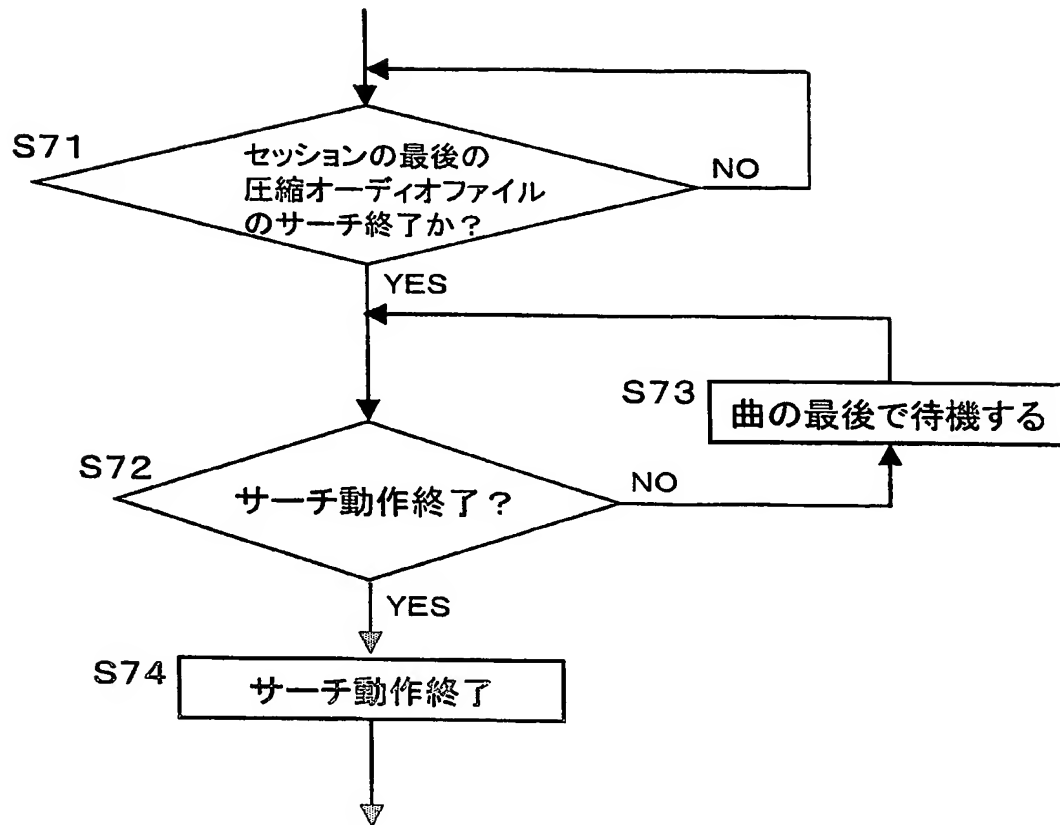 S71
セッションの最後の
圧縮オーディオファイル
のサーチ終了か？
NO
YES
S73
曲の最後で待機する
S72
サーチ動作終了？
NO
YES
S74
サーチ動作終了